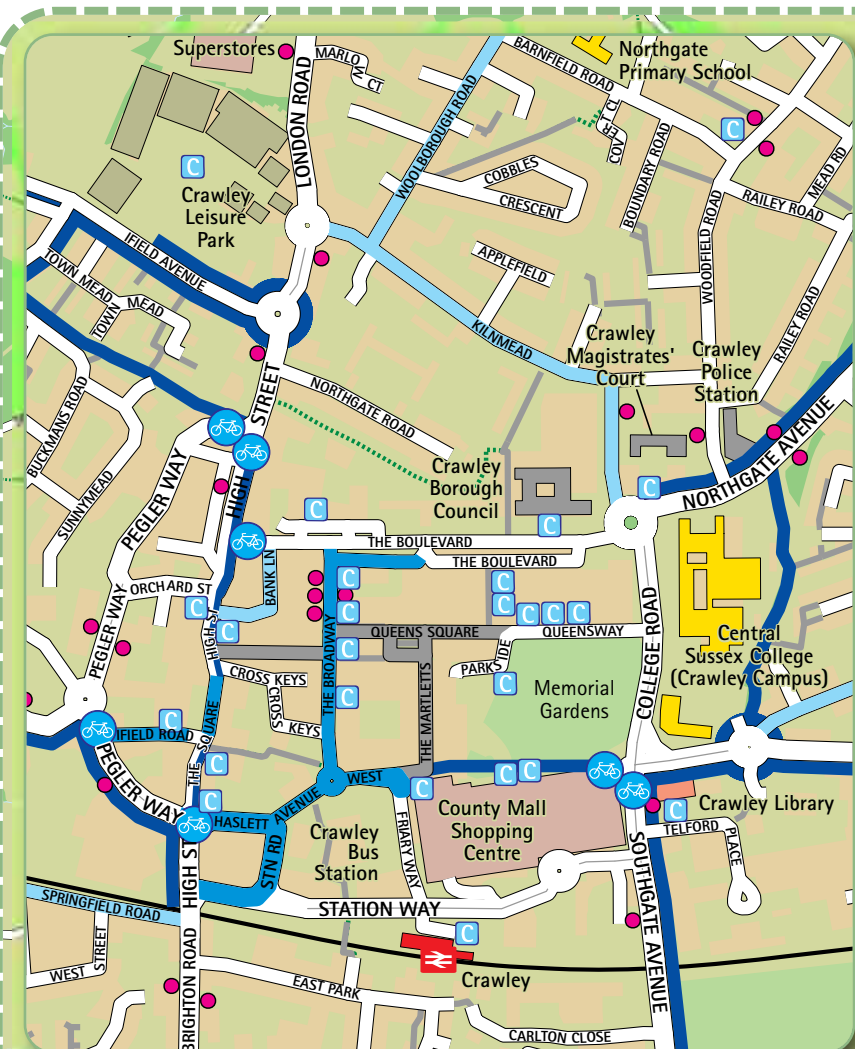 Superstores
MARLO
M CT
LONDON ROAD
WOOLBOROUGH ROAD
BARNFIELD ROAD
Northgate
Primary School
COVERT CL
C
BOUNDARY ROAD
MEAD RD
RAILEY ROAD
C
Crawley
Leisure
Park
COBBLES
CRESCENT
WOODFIELD ROAD
IFIELD AVENUE
TOWN MEAD
TOWN
MEAD
APPLEFIELD
KILNMEAD
RAILEY ROAD
Crawley
Magistrates'
Court
Crawley
Police
Station
BUCKMANS ROAD
SUNNYMEAD
HIGH STREET
NORTHGATE ROAD
PEGLER WAY
NORTHGATE AVENUE
Crawley
Borough
Council
C
C
C
THE BOULEVARD
THE BOULEVARD
BANK LN
ORCHARD ST
C
C
C
C
C
C
C
C
C
HIGH ST
QUEENS SQUARE
QUEENSWAY
C
PEGLER WAY
CROSS KEYS
CROSS
KEYS
THE BROADWAY
C
THE MARTLETTS
PARKSIDE
C
Memorial
Gardens
COLLEGE ROAD
Central
Sussex College
(Crawley Campus)
C
IFIELD ROAD
THE SQUARE
C
PEGLER WAY
C
HASLETT AVENUE WEST
C
C
C
County Mall
Shopping
Centre
C
Crawley Library
TELFORD
PLACE
Crawley
Bus
Station
STN RD
FRIARY WAY
HIGH ST
STATION WAY
SPRINGFIELD ROAD
C
Crawley
SOUTHGATE AVENUE
WEST
STREET
BRIGHTON ROAD
EAST PARK
CARLTON CLOSE